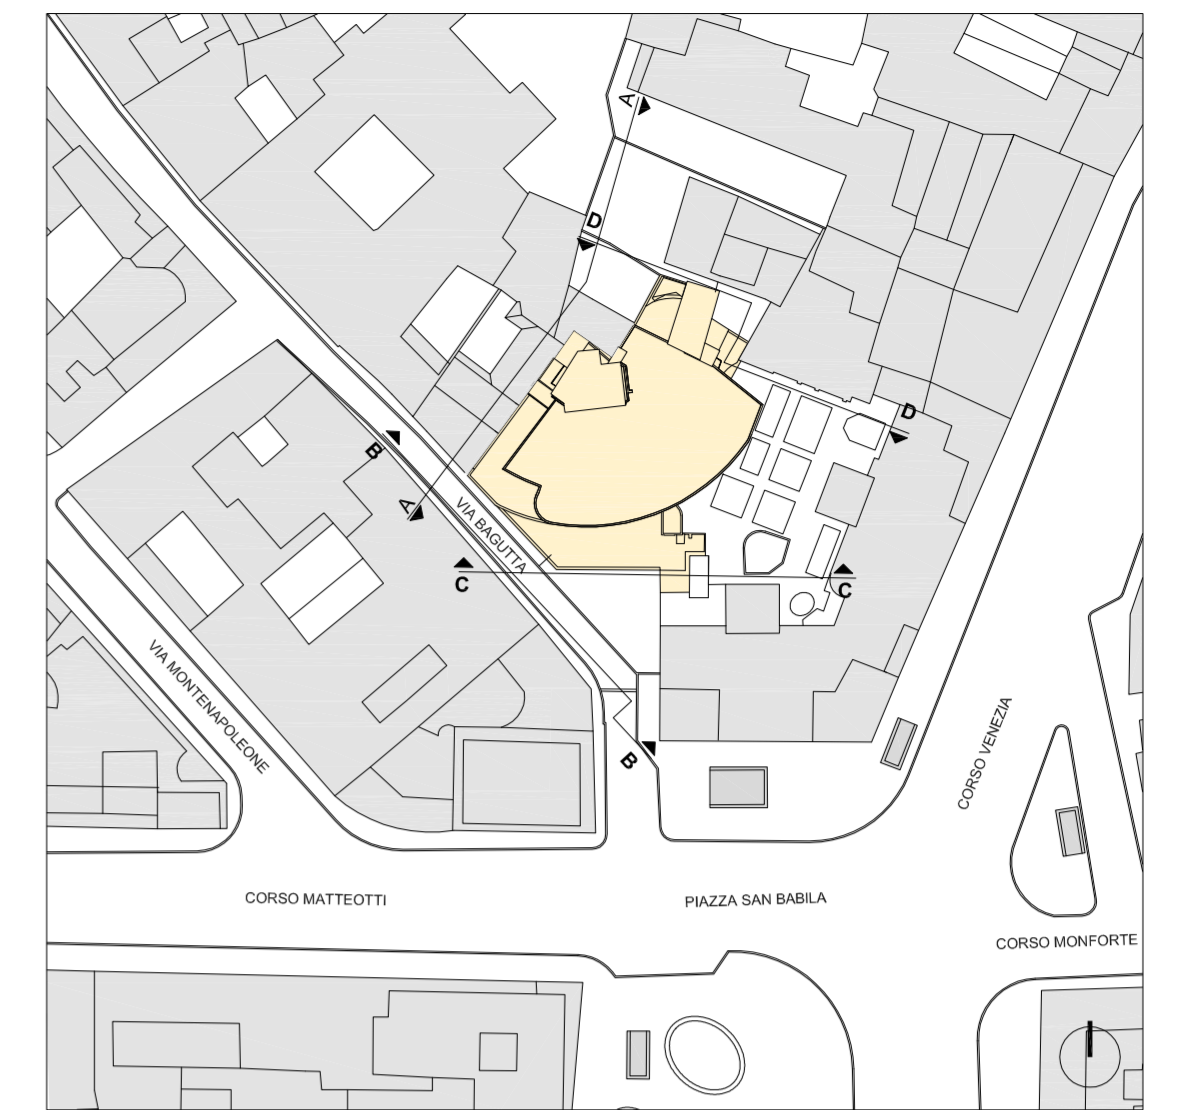 A
D
D
B
A
VIA BAGUTTA
C
C
VIA MONTENAPOLEONE
B
CORSO VENEZIA
CORSO MATTEOTTI
PIAZZA SAN BABILA
CORSO MONFORTE